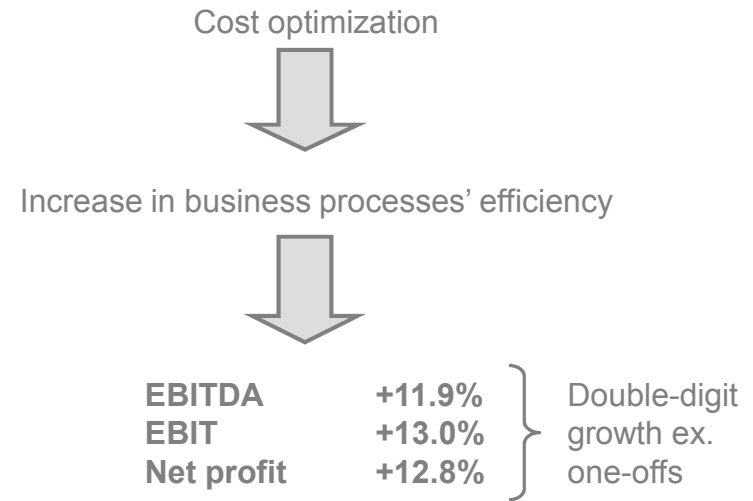 Cost optimization
Increase in business processes’ efficiency
EBITDA +11.9% Double-digit
EBIT +13.0% growth ex.
Net profit +12.8% one-offs